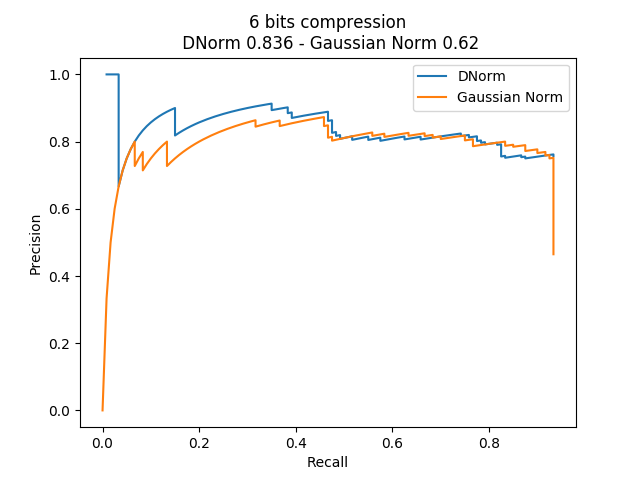 6 bits compression
DNorm 0.836 - Gaussian Norm 0.62
DNorm
Gaussian Norm
1.0
0.8
0.6
0.4
0.2
0.0
Precision
0.0 0.2 0.4 0.6 0.8
Recall